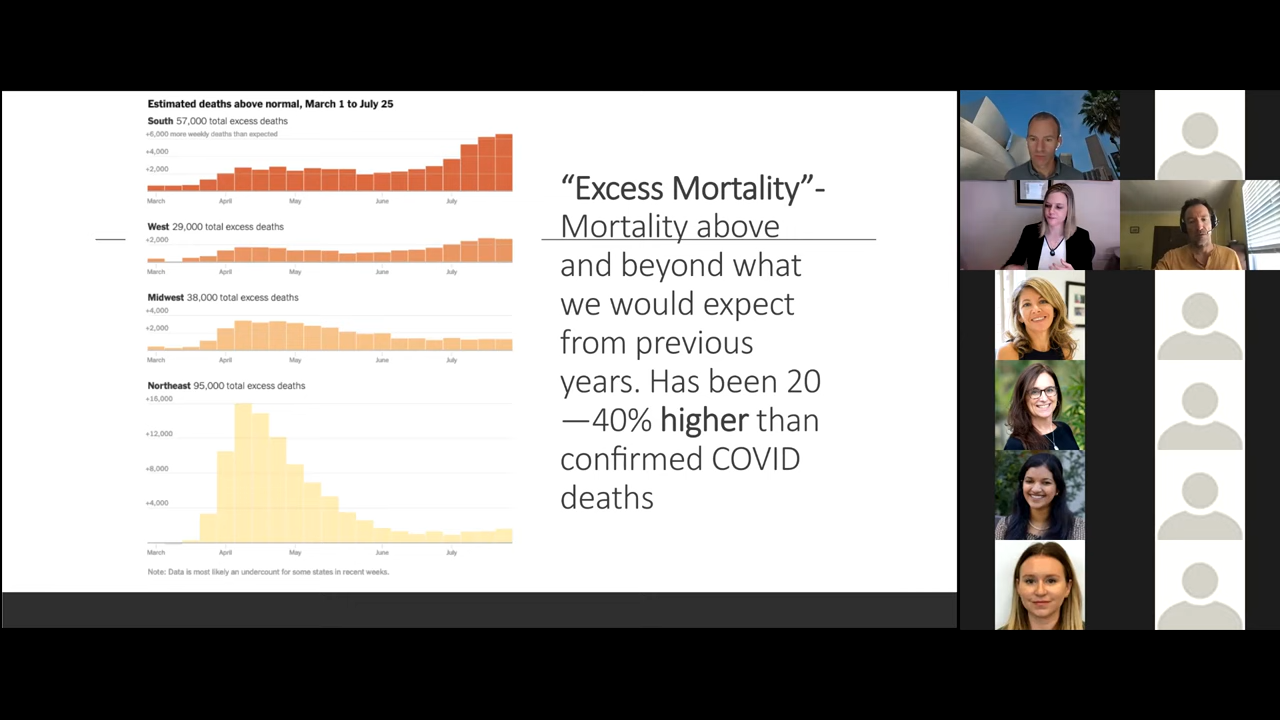 Estimated deaths above normal, March 1 to July 25
South 57,000 total excess deaths
+6,000 more weekly deaths than expected
+4,000
+2,000
March April May June July
West 29,000 total excess deaths
+2,000
March April May June July
Midwest 38,000 total excess deaths
+4,000
+2,000
March April May June July
Northeast 95,000 total excess deaths
+16,000
+12,000
+8,000
+4,000
March April May June July
Note: Data is most likely an undercount for some states in recent weeks.
“Excess Mortality”-
Mortality above
and beyond what
we would expect
from previous
years. Has been 20
—40% higher than
confirmed COVID
deaths